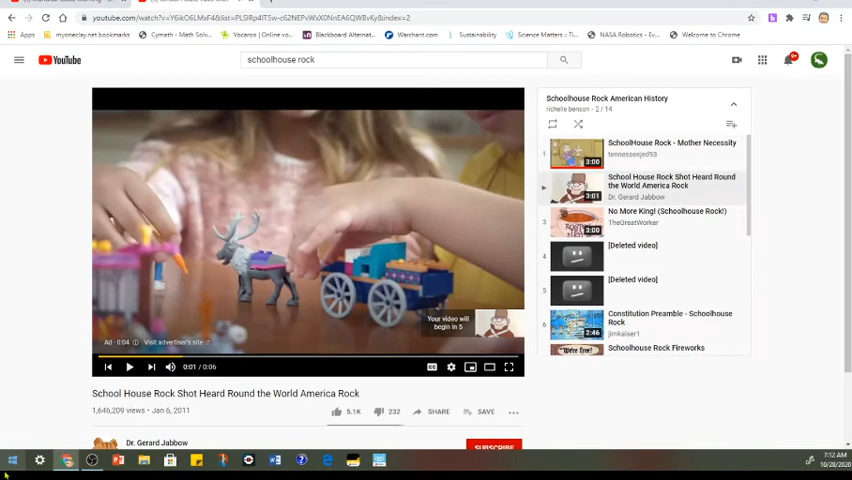 youtube.com/watch?v=Y6ikO6LMxF4&list=PLSIRp4IT5w-c62NEPvWxX0NnEA6QWBvKy&index=2
Apps
myoneclay.net bookmarks
Cymath - Math Solv...
Vocaroo | Online vo...
Blackboard Alternat...
Warchant.com
Sustainability
Science Matters : Ti...
NASA Robotics - Ev...
Welcome to Chrome
YouTube
schoolhouse rock
9+
Schoolhouse Rock American History
richelle benson - 2 / 14
1
SchoolHouse Rock - Mother Necessity
tennesseejed93
3:00
School House Rock Shot Heard Round
the World America Rock
Dr. Gerard Jabbow
3:01
3
No More King! (Schoolhouse Rock!)
TheGreatWorker
3:00
4
[Deleted video]
5
[Deleted video]
6
Constitution Preamble - Schoolhouse
Rock
jimkaiser1
2:46
Schoolhouse Rock Fireworks
Your video will
begin in 5
Ad · 0:04
Visit advertiser's site
0:01 / 0:06
School House Rock Shot Heard Round the World America Rock
1,646,209 views • Jan 6, 2011
5.1K
232
SHARE
SAVE
Dr. Gerard Jabbow
SUBSCRIBE
7:12 AM
10/28/2020